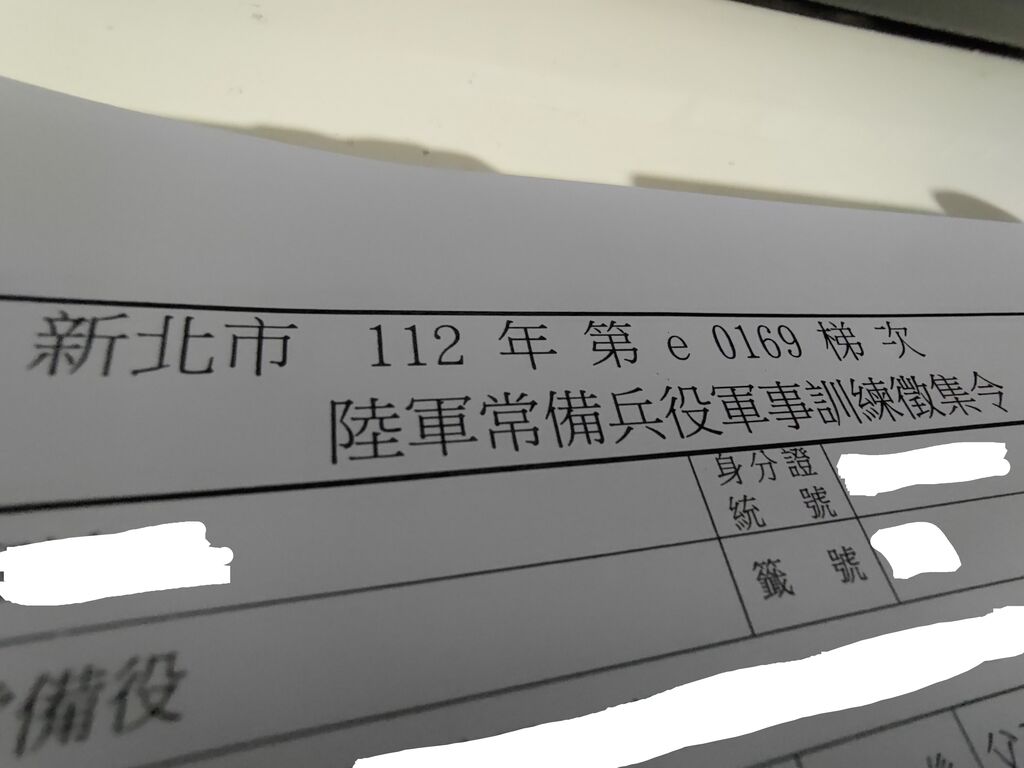 新北市 112 年 第 e 0169 梯次
陸軍常備兵役軍事訓練徵集令
身分證
統 號
籤 號
備役